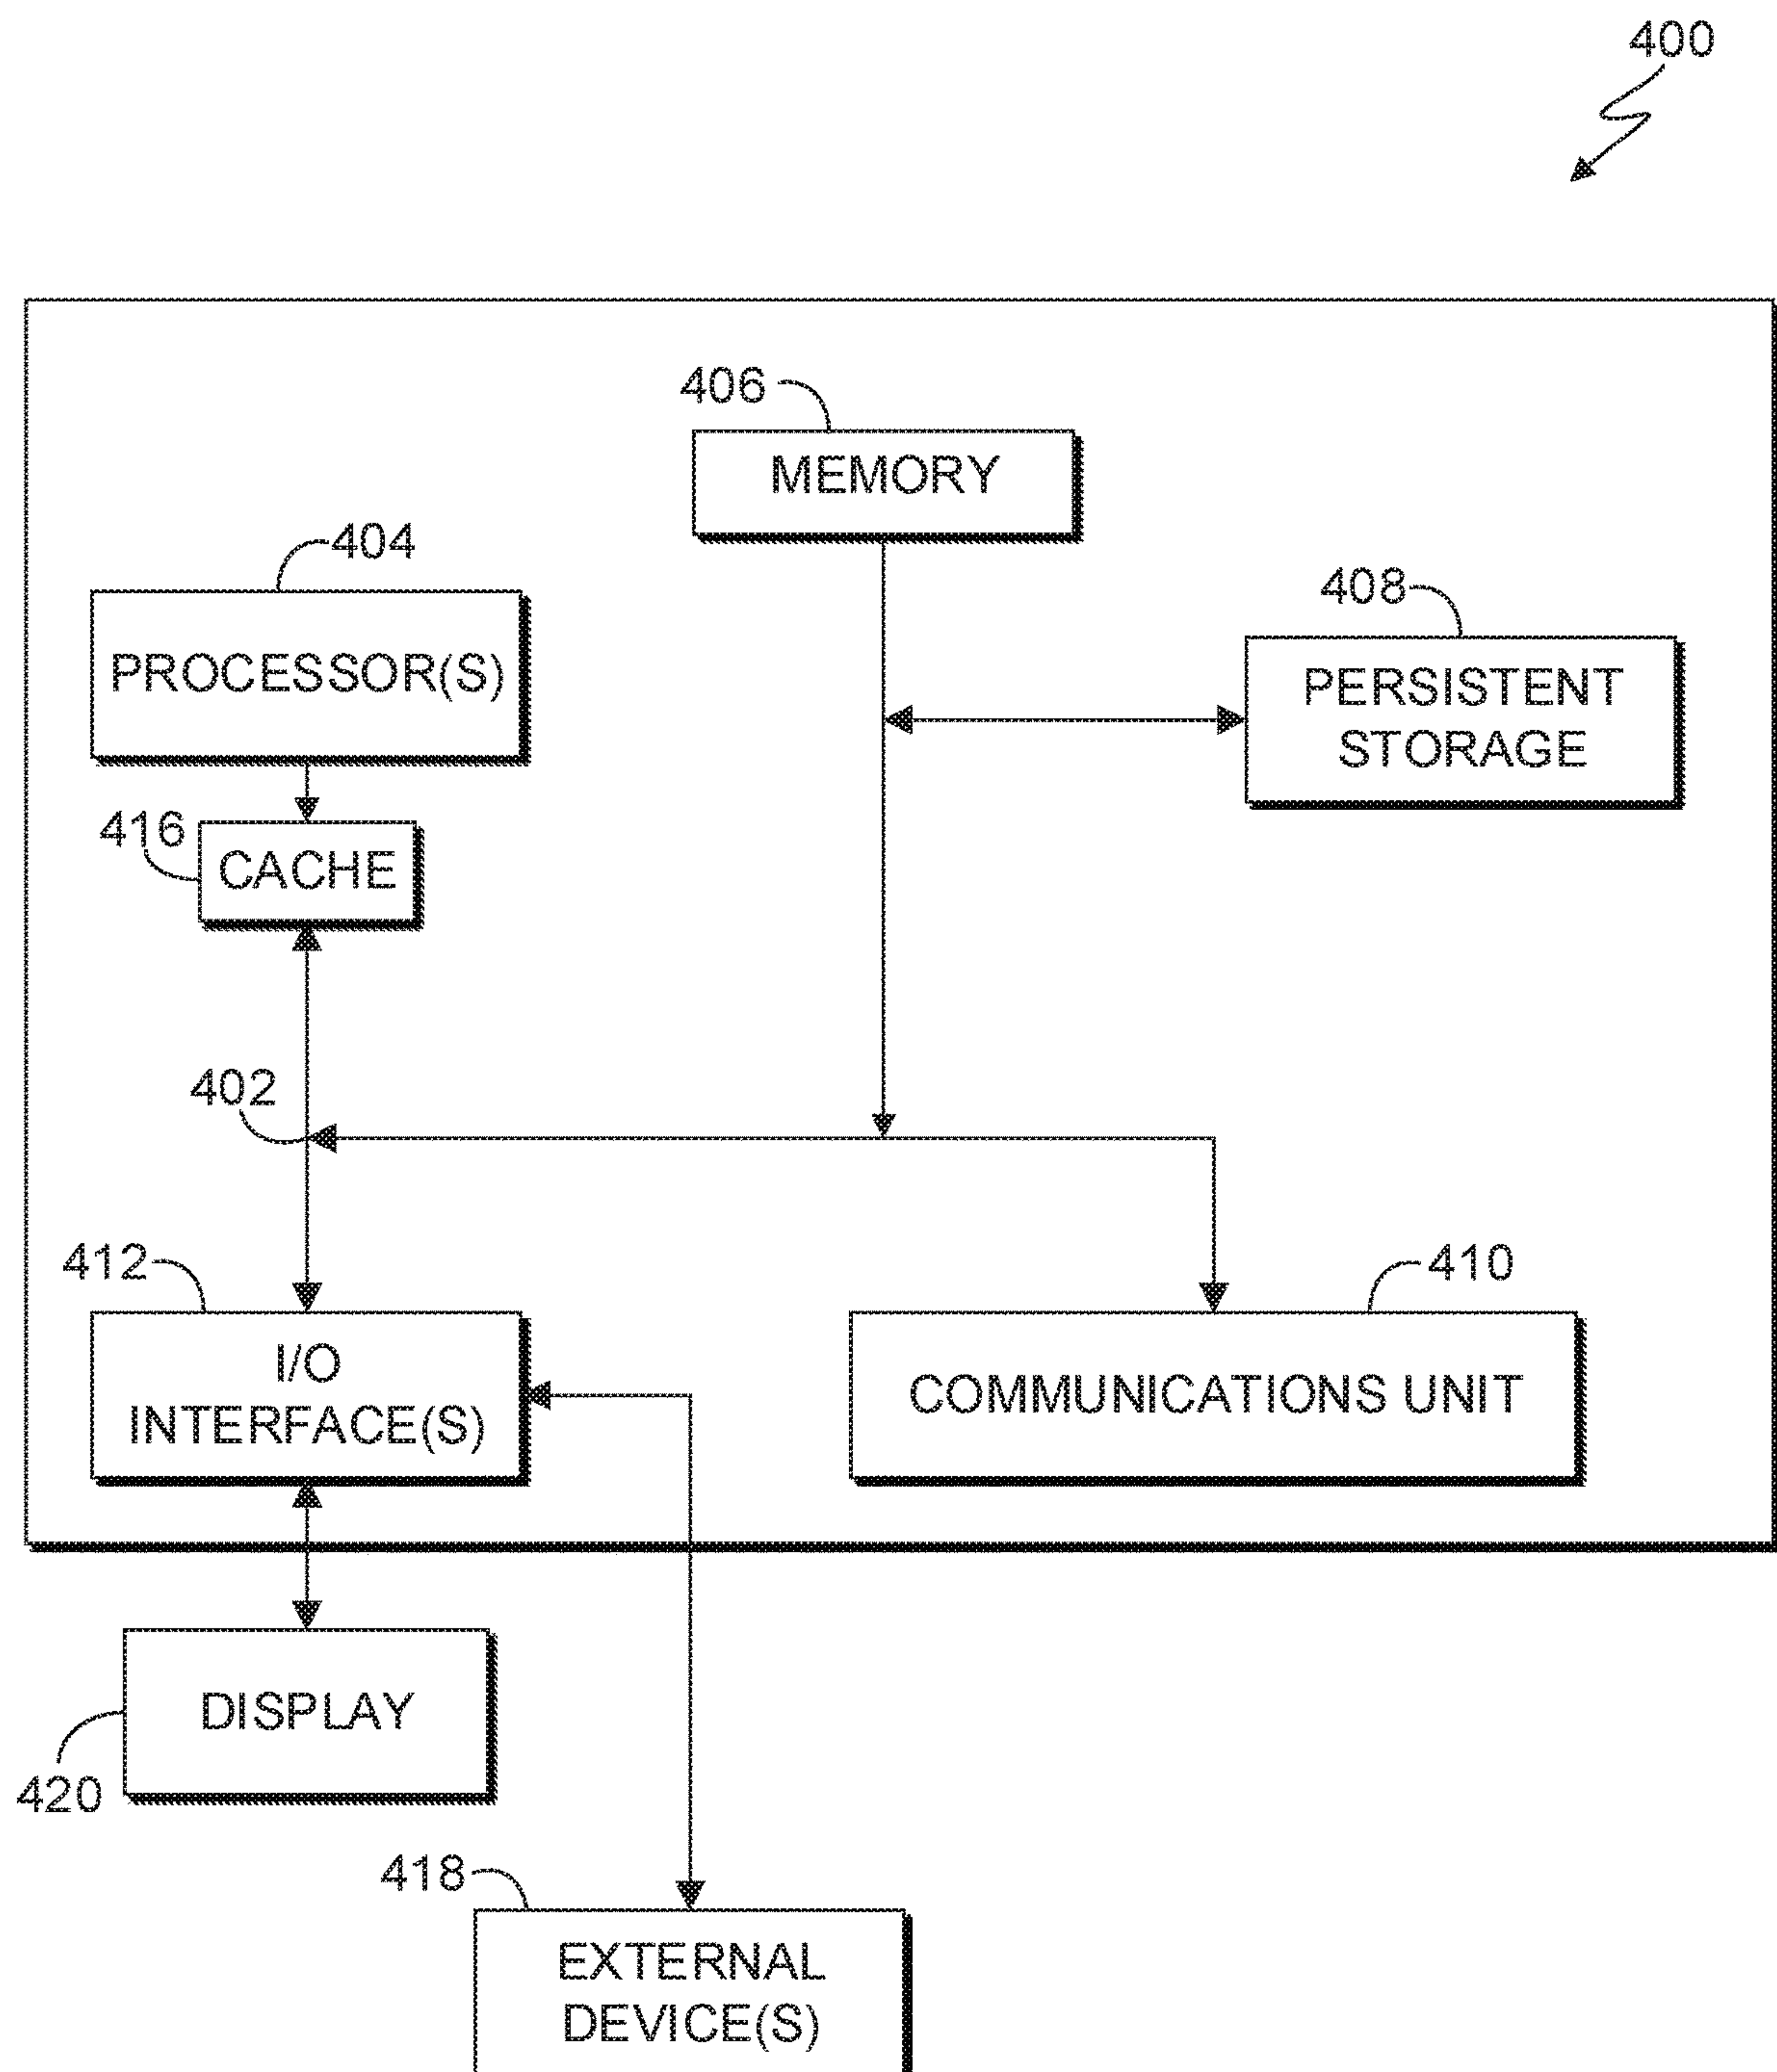 400
406
MEMORY
404
408
PROCESSOR(S)
PERSISTENT
STORAGE
416
CACHE
402
412
410
I/O
INTERFACE(S)
COMMUNICATIONS UNIT
DISPLAY
420
418
EXTERNAL
DEVICE(S)